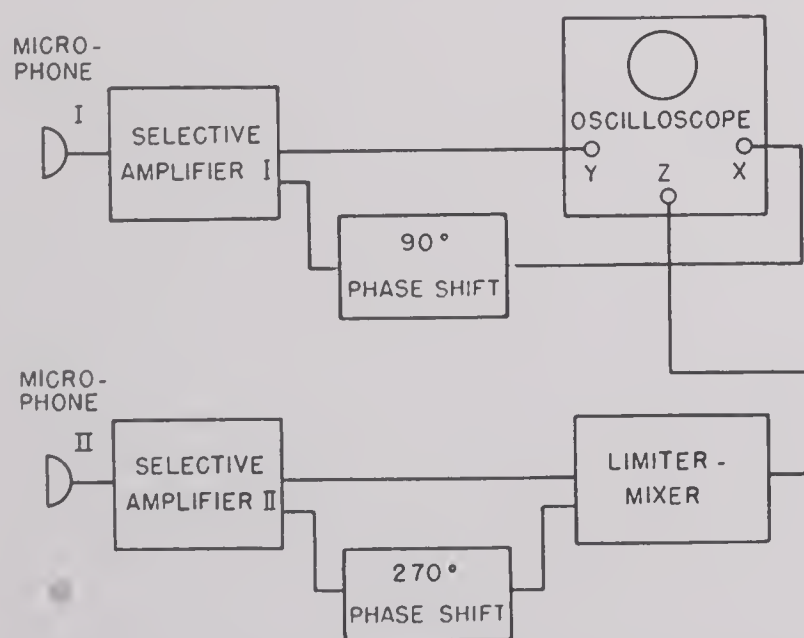 MICRO-
PHONE
I
SELECTIVE
AMPLIFIER I
OSCILLOSCOPE
Y
Z
X
90°
PHASE SHIFT
MICRO-
PHONE
II
SELECTIVE
AMPLIFIER II
LIMITER-
MIXER
270°
PHASE SHIFT